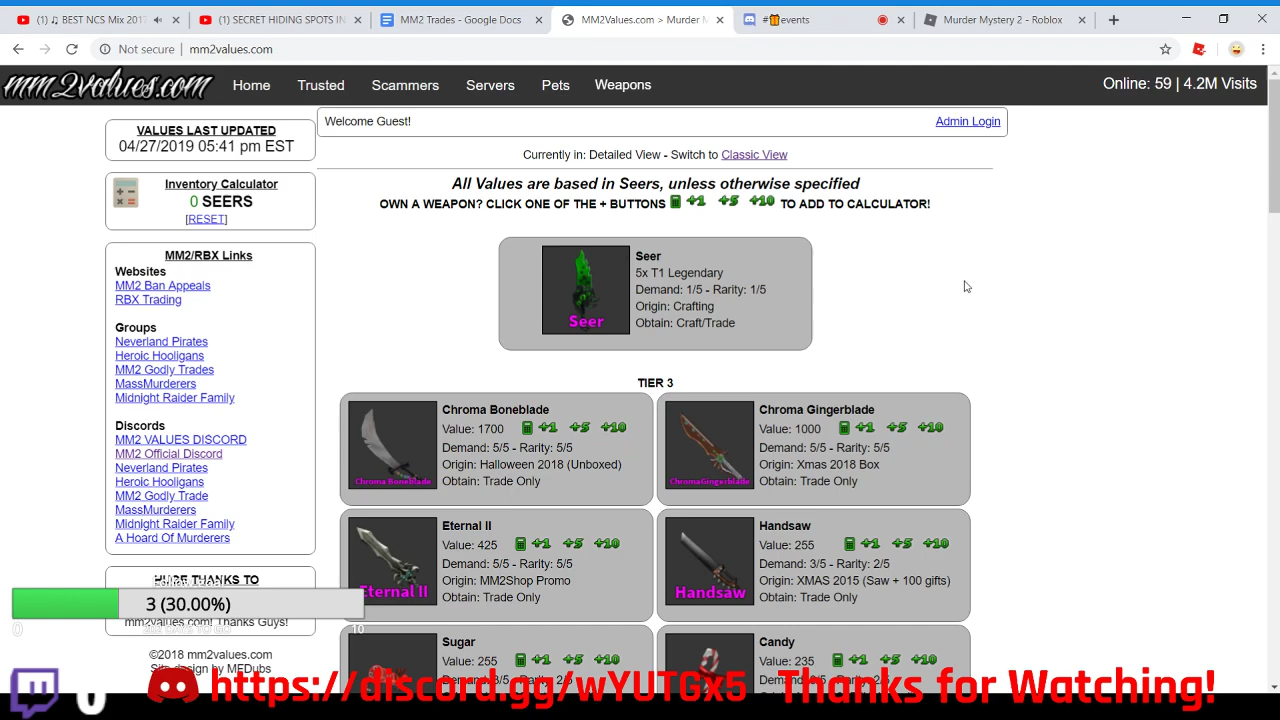 ♫ BEST NCS Mix 2017
(1) SECRET HIDING SPOTS IN
MM2 Trades - Google Docs
MM2Values.com > Murder M
#🎁events
Murder Mystery 2 - Roblox
Not secure
mm2values.com
mm2values.com
Home
Trusted
Scammers
Servers
Pets
Weapons
Online: 59 | 4.2M Visits
VALUES LAST UPDATED
04/27/2019 05:41 pm EST
Inventory Calculator
0 SEERS
[RESET]
MM2/RBX Links
Websites
MM2 Ban Appeals
RBX Trading
Groups
Neverland Pirates
Heroic Hooligans
MM2 Godly Trades
MassMurderers
Midnight Raider Family
Discords
MM2 VALUES DISCORD
MM2 Official Discord
Neverland Pirates
Heroic Hooligans
MM2 Godly Trade
MassMurderers
Midnight Raider Family
A Hoard Of Murderers
HUGE THANKS TO
mm2values.com! Thanks Guys!
©2018 mm2values.com
Site design by MFDubs
Welcome Guest!
Admin Login
Currently in: Detailed View - Switch to Classic View
All Values are based in Seers, unless otherwise specified
OWN A WEAPON? CLICK ONE OF THE + BUTTONS +1 +5 +10 TO ADD TO CALCULATOR!
Seer
Seer
5x T1 Legendary
Demand: 1/5 - Rarity: 1/5
Origin: Crafting
Obtain: Craft/Trade
TIER 3
Chroma Boneblade
Chroma Boneblade
Value: 1700 +1 +5 +10
Demand: 5/5 - Rarity: 5/5
Origin: Halloween 2018 (Unboxed)
Obtain: Trade Only
Chroma Gingerblade
Chroma Gingerblade
Value: 1000 +1 +5 +10
Demand: 5/5 - Rarity: 5/5
Origin: Xmas 2018 Box
Obtain: Trade Only
Eternal II
Eternal II
Value: 425 +1 +5 +10
Demand: 5/5 - Rarity: 5/5
Origin: MM2Shop Promo
Obtain: Trade Only
Handsaw
Handsaw
Value: 255 +1 +5 +10
Demand: 3/5 - Rarity: 2/5
Origin: XMAS 2015 (Saw + 100 gifts)
Obtain: Trade Only
Sugar
Value: 255 +1 +5 +10
Candy
Value: 235 +1 +5 +10
3 (30.00%)
0
10
0
https://discord.gg/wYUTGx5 Thanks for Watching!